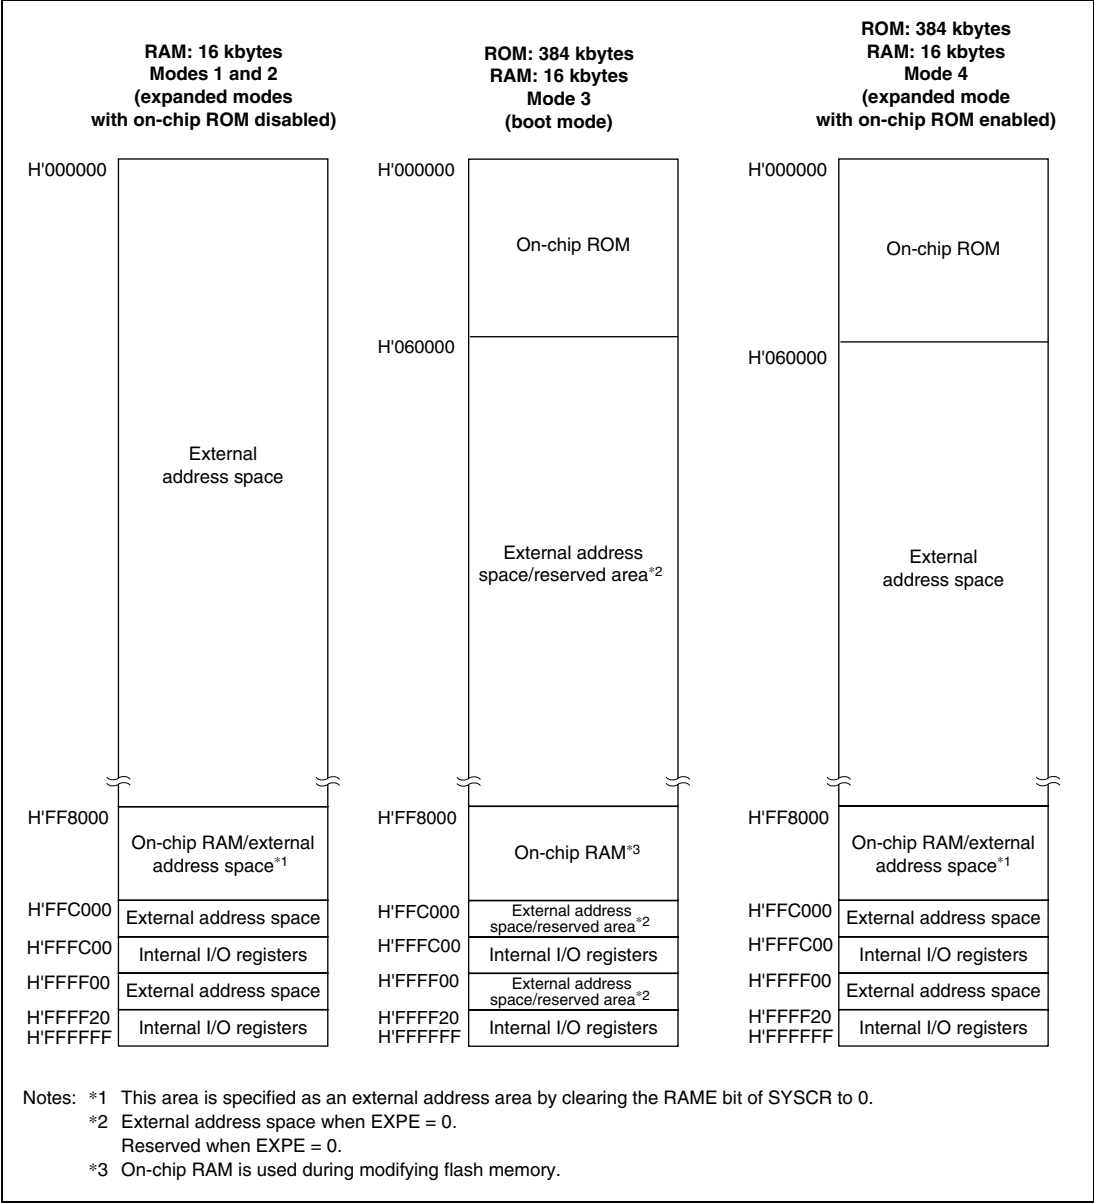 RAM: 16 kbytes
Modes 1 and 2
(expanded modes
with on-chip ROM disabled)
H'000000
External
address space
H'FF8000
On-chip RAM/external
address space*1
H'FFC000
External address space
H'FFFC00
Internal I/O registers
H'FFFF00
External address space
H'FFFF20
Internal I/O registers
H'FFFFFF
ROM: 384 kbytes
RAM: 16 kbytes
Mode 3
(boot mode)
H'000000
On-chip ROM
H'060000
External address
space/reserved area*2
H'FF8000
On-chip RAM*3
H'FFC000
External address
space/reserved area*2
H'FFFC00
Internal I/O registers
H'FFFF00
External address
space/reserved area*2
H'FFFF20
Internal I/O registers
H'FFFFFF
ROM: 384 kbytes
RAM: 16 kbytes
Mode 4
(expanded mode
with on-chip ROM enabled)
H'000000
On-chip ROM
H'060000
External
address space
H'FF8000
On-chip RAM/external
address space*1
H'FFC000
External address space
H'FFFC00
Internal I/O registers
H'FFFF00
External address space
H'FFFF20
Internal I/O registers
H'FFFFFF
Notes: *1 This area is specified as an external address area by clearing the RAME bit of SYSCR to 0.
*2 External address space when EXPE = 0.
Reserved when EXPE = 0.
*3 On-chip RAM is used during modifying flash memory.